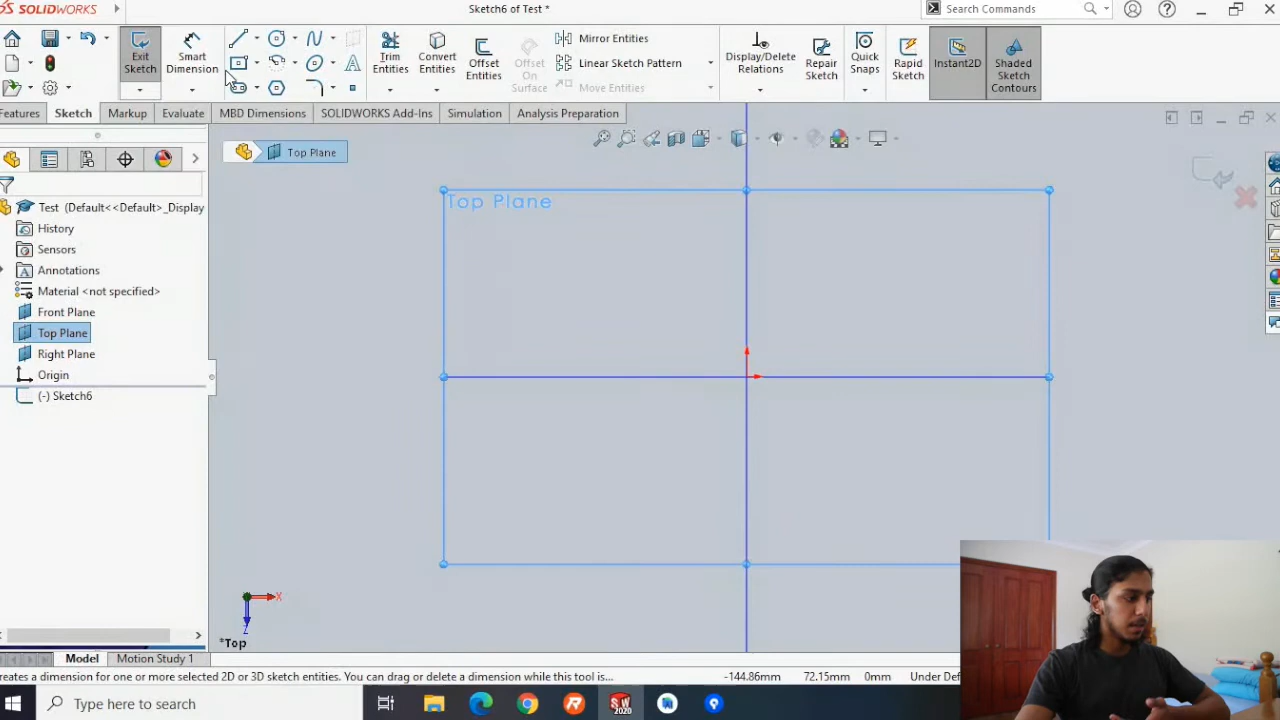 SOLIDWORKS
Sketch6 of Test *
Search Commands
Exit Sketch
Smart Dimension
Trim Entities
Convert Entities
Offset Entities
Offset On Surface
Mirror Entities
Linear Sketch Pattern
Move Entities
Display/Delete Relations
Repair Sketch
Quick Snaps
Rapid Sketch
Instant2D
Shaded Sketch Contours
Features
Sketch
Markup
Evaluate
MBD Dimensions
SOLIDWORKS Add-Ins
Simulation
Analysis Preparation
Top Plane
Top Plane
Test (Default<<Default>_Display
History
Sensors
Annotations
Material <not specified>
Front Plane
Top Plane
Right Plane
Origin
(-) Sketch6
X
Z
*Top
Model
Motion Study 1
reates a dimension for one or more selected 2D or 3D sketch entities. You can drag or delete a dimension while this tool is...
-144.86mm
72.15mm
0mm
Under Def
Type here to search
SW
2020